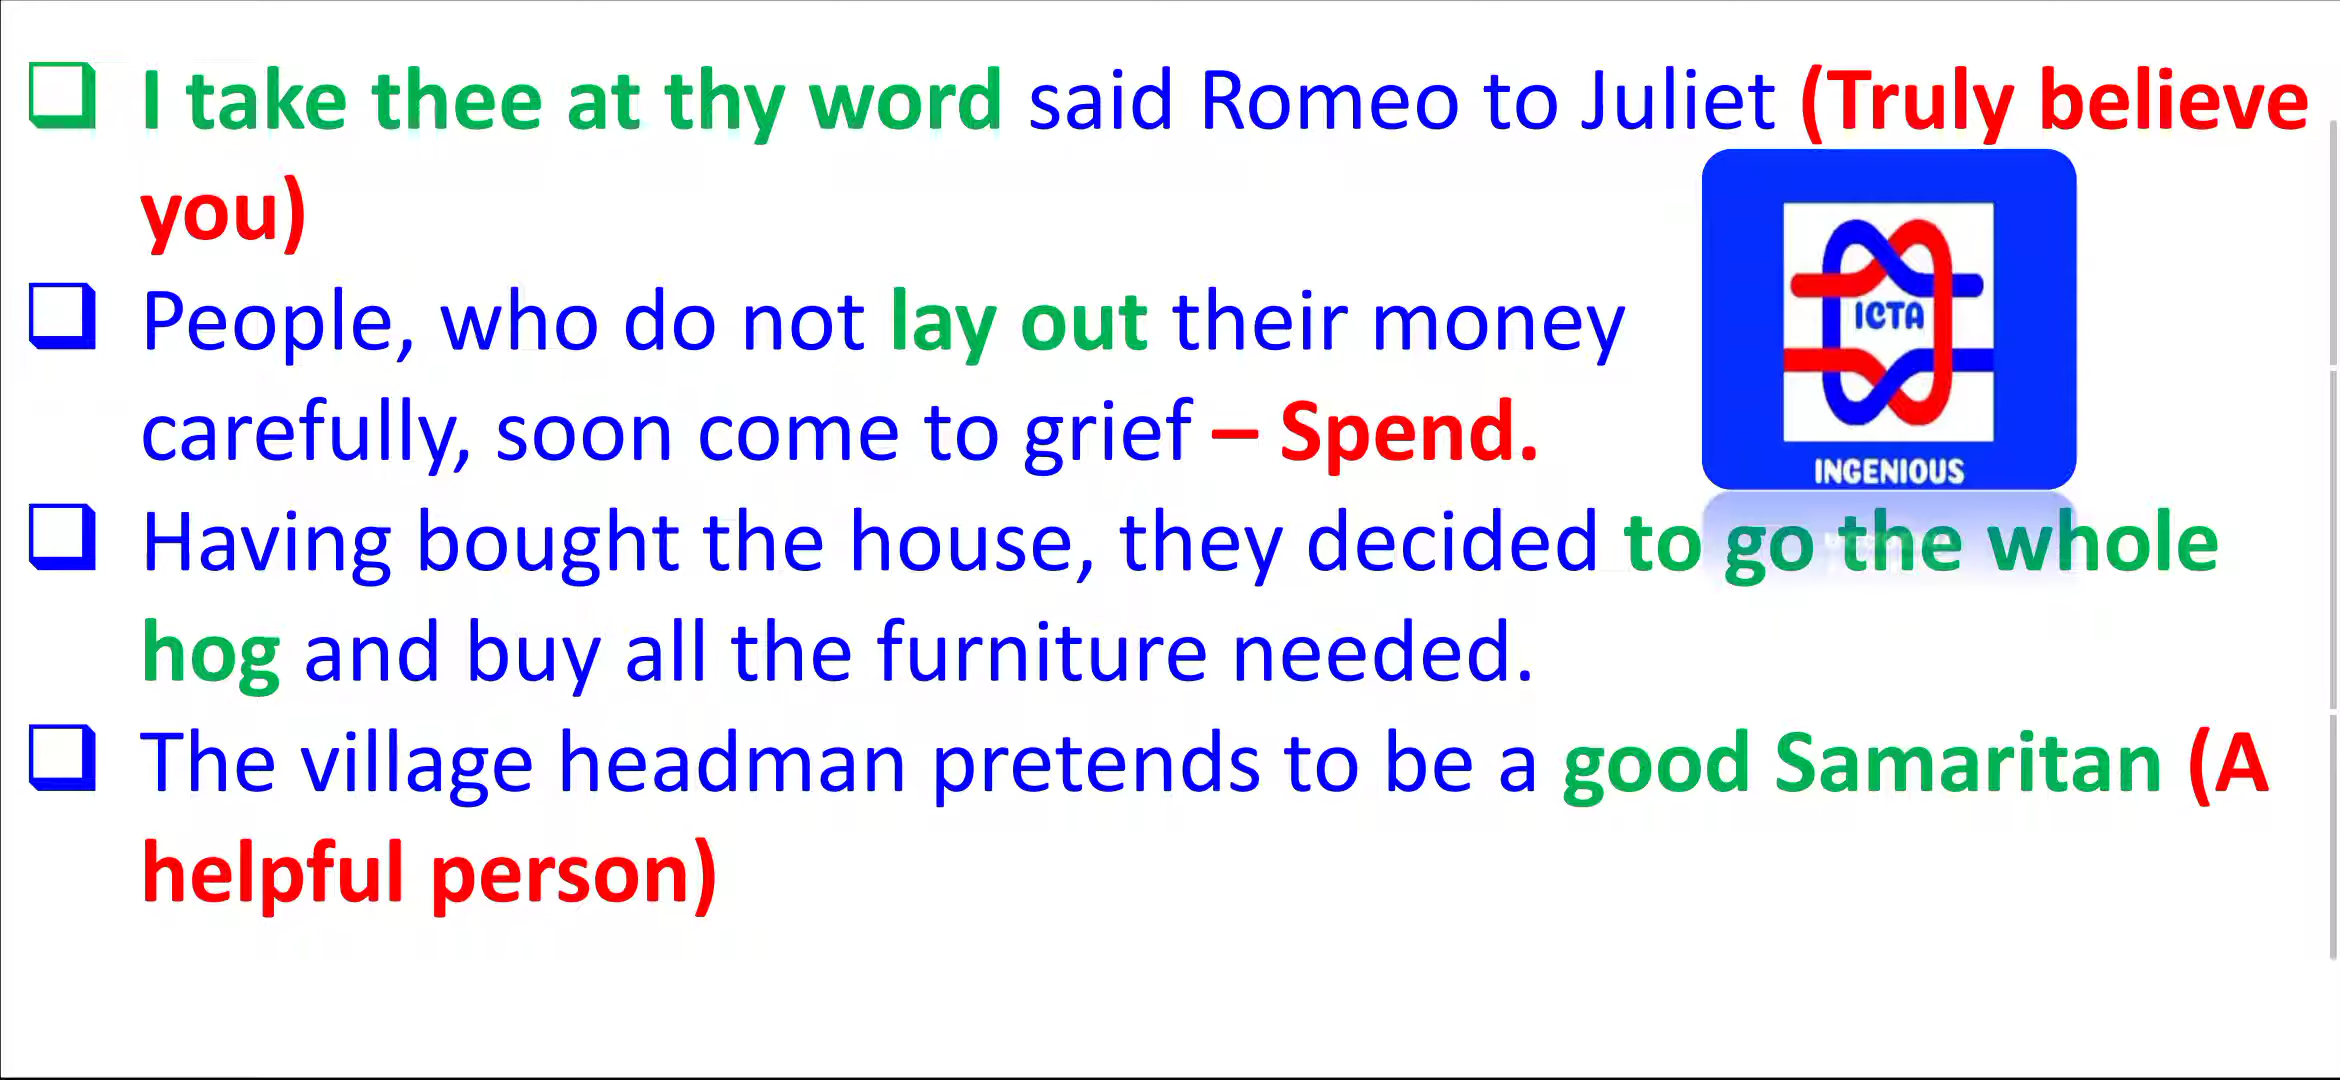 I take thee at thy word said Romeo to Juliet (Truly believe
you)
People, who do not lay out their money
carefully, soon come to grief – Spend.
ICTA
INGENIOUS
Having bought the house, they decided to go the whole
hog and buy all the furniture needed.
The village headman pretends to be a good Samaritan (A
helpful person)